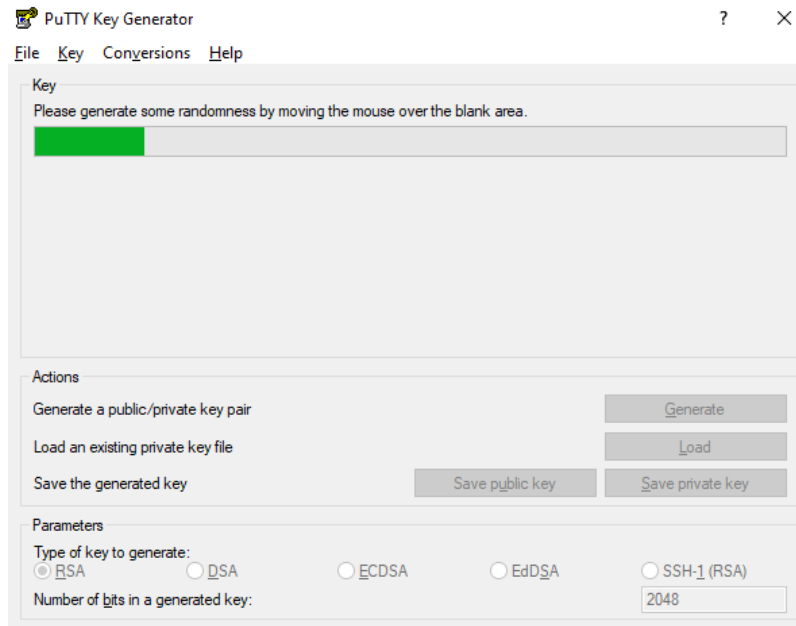 PuTTY Key Generator ?
File Key Conversions Help
Key
Please generate some randomness by moving the mouse over the blank area.
Actions
Generate a public/private key pair Generate
Load an existing private key file Load
Save the generated key Save public key Save private key
Parameters
Type of key to generate:
RSA DSA ECDSA EdDSA SSH-1 (RSA)
Number of bits in a generated key: 2048